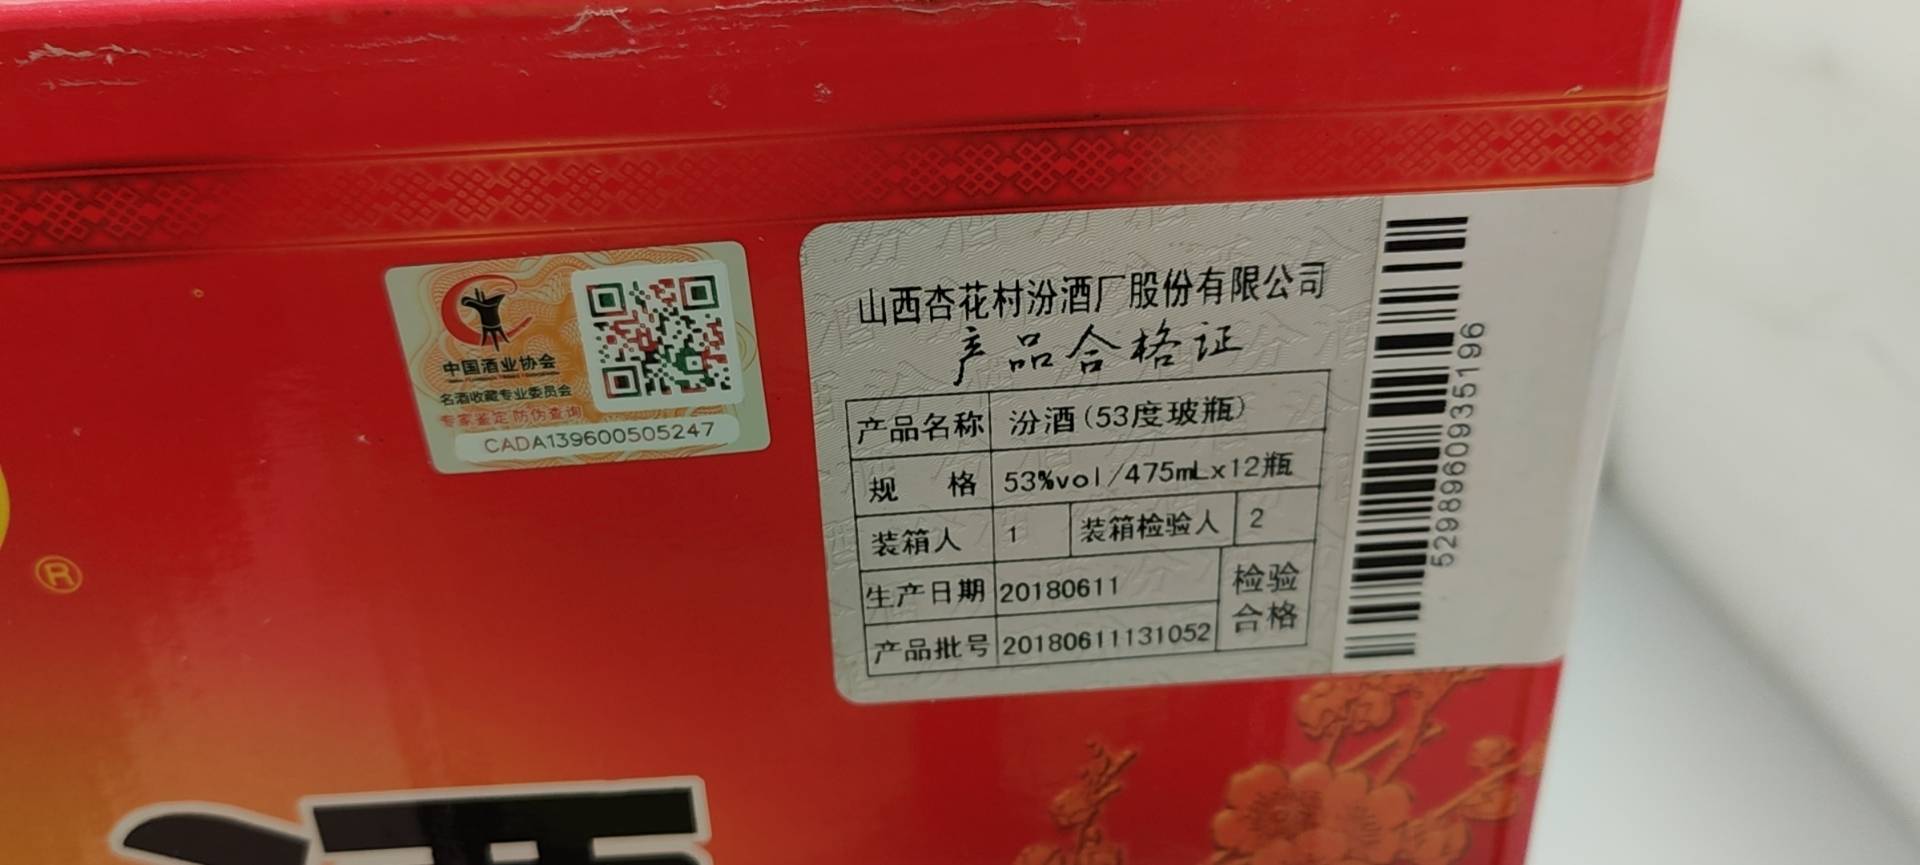 中国酒业协会
名酒收藏专业委员会
专家鉴定 防伪查询
CADA139600505247
山西杏花村汾酒厂股份有限公司
产品合格证
产品名称 汾酒(53度玻瓶)
规 格 53%vol/475mLx12瓶
装箱人 1 装箱检验人 2
生产日期 20180611
产品批号 20180611131052
检验
合格
5298960935196
®
酒